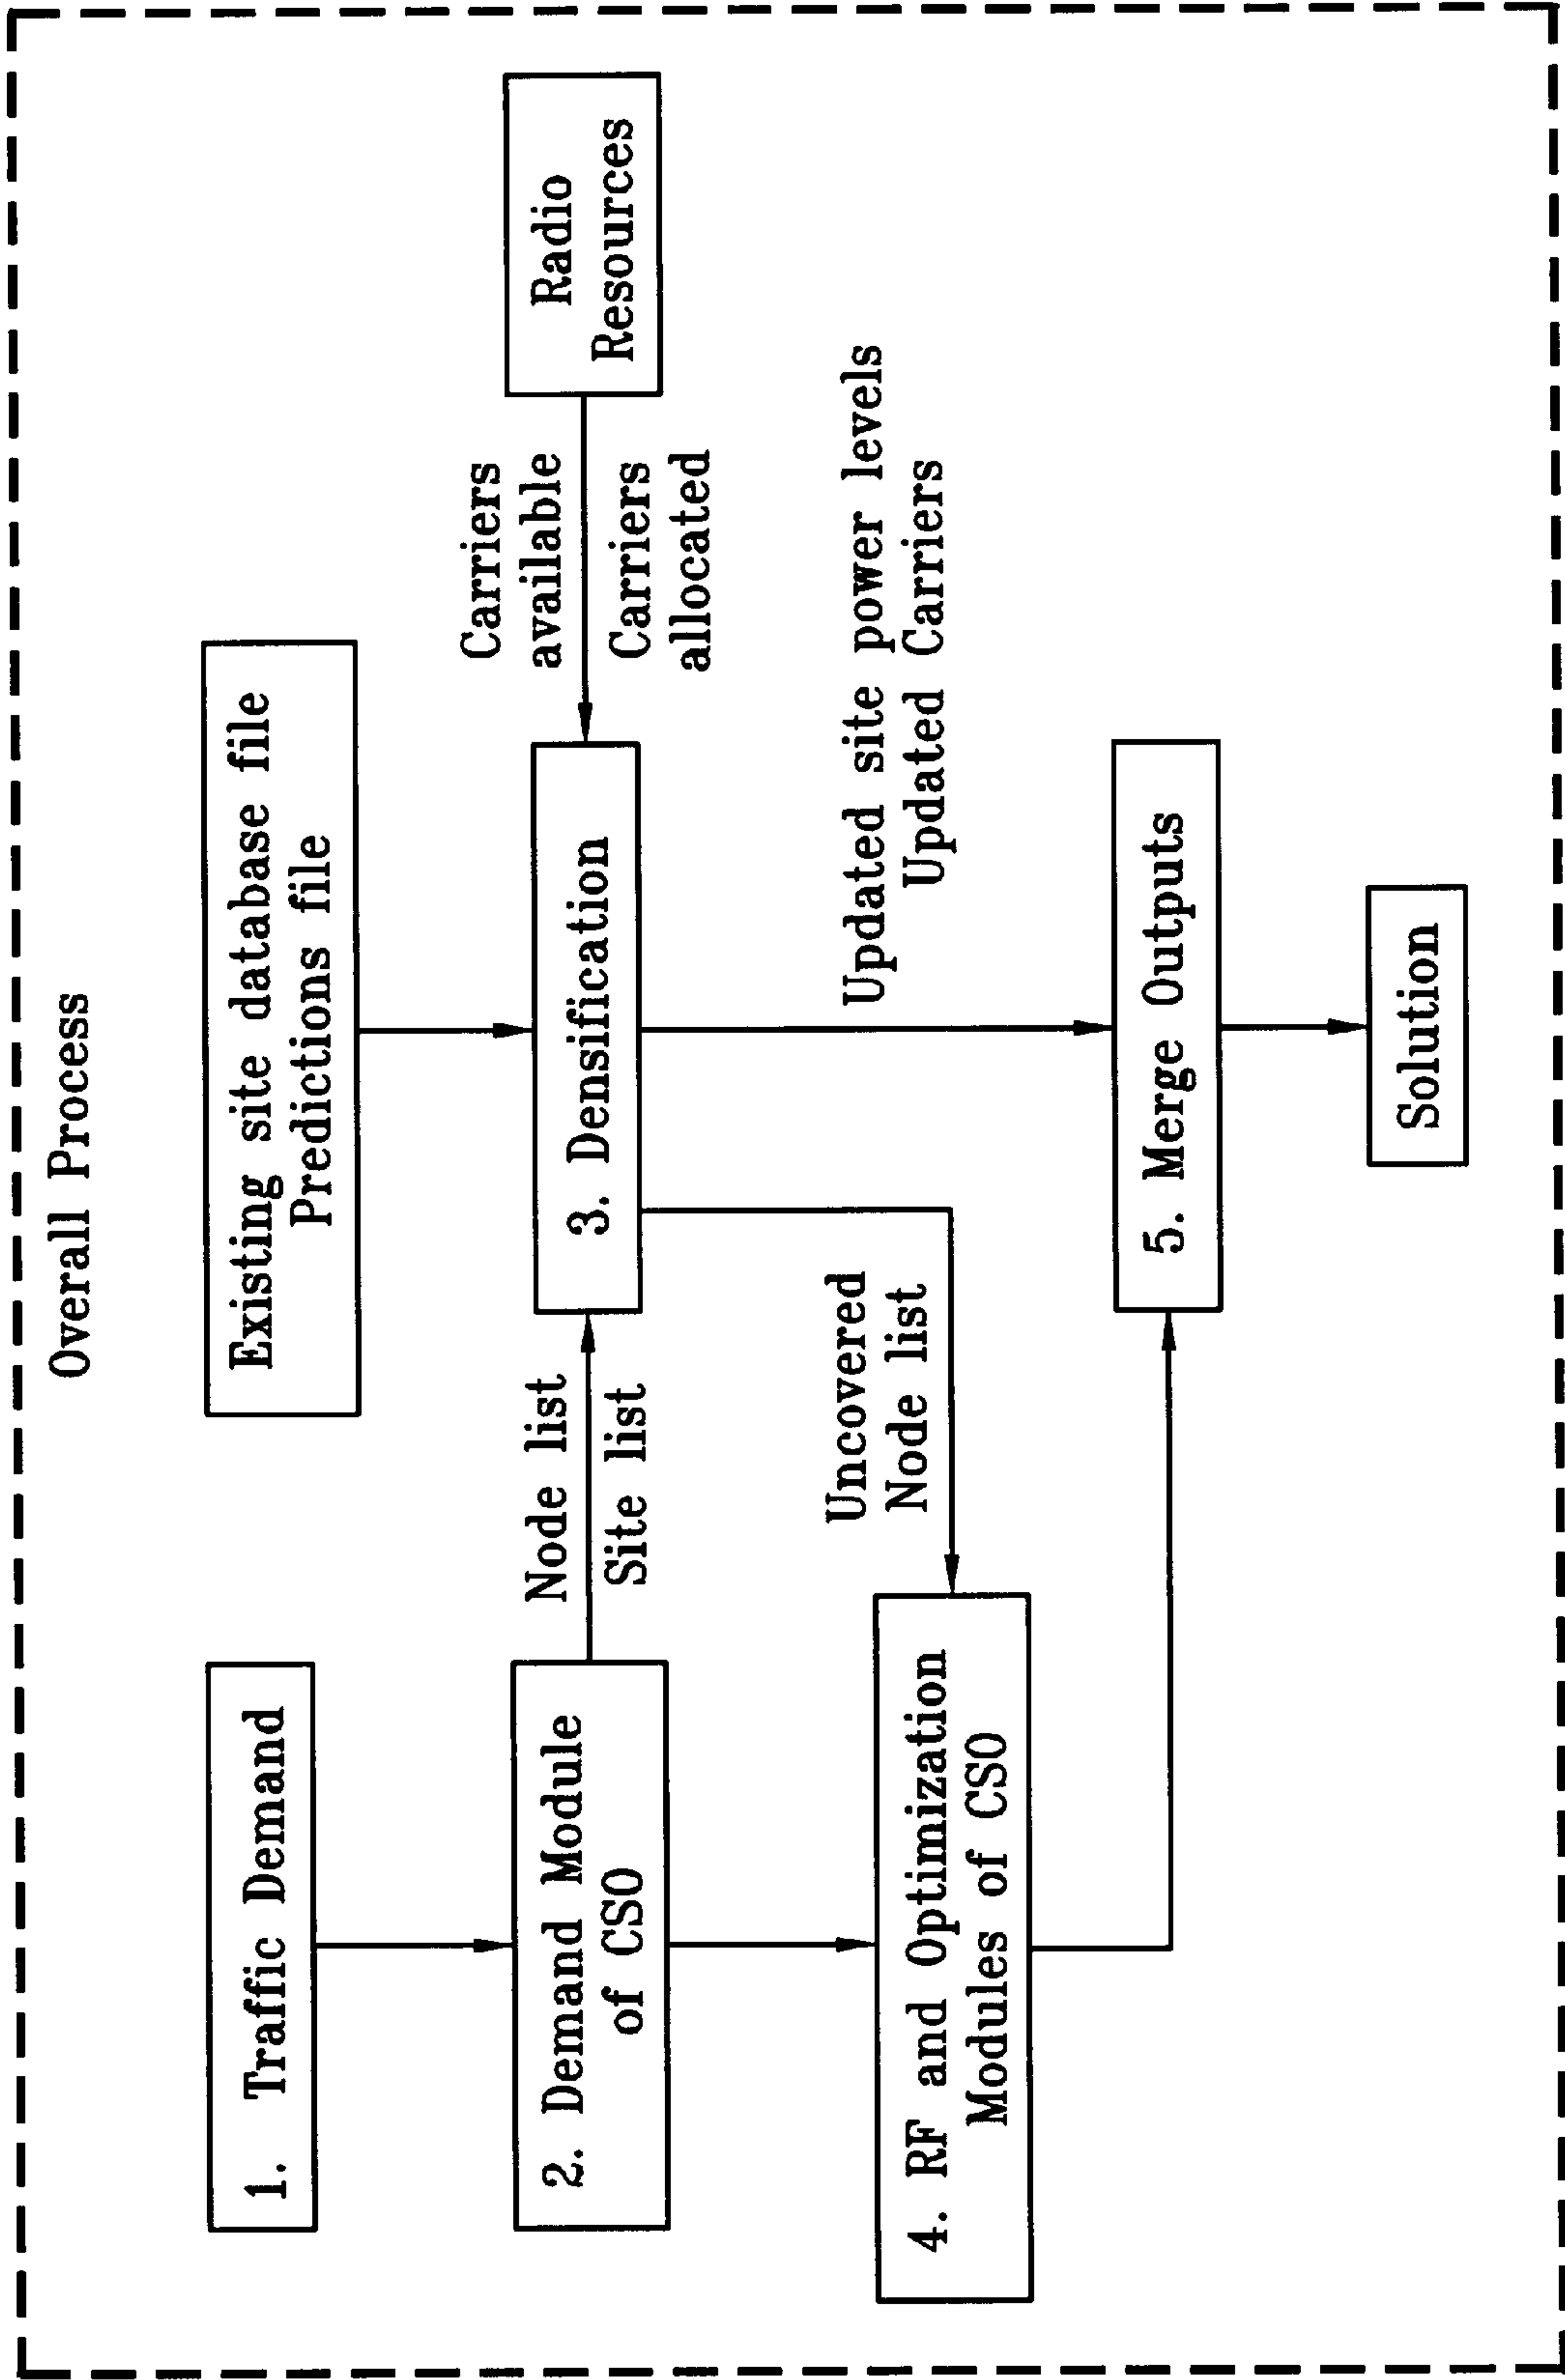 Overall Process
1. Traffic Demand
Existing site database file
Predictions file
2. Demand Module
of CSO
Node list
Site list
3. Densification
Carriers
available
Carriers
allocated
Radio
Resources
Uncovered
Node list
Updated site power levels
Updated Carriers
4. RF and Optimization
Modules of CSO
5. Merge Outputs
Solution